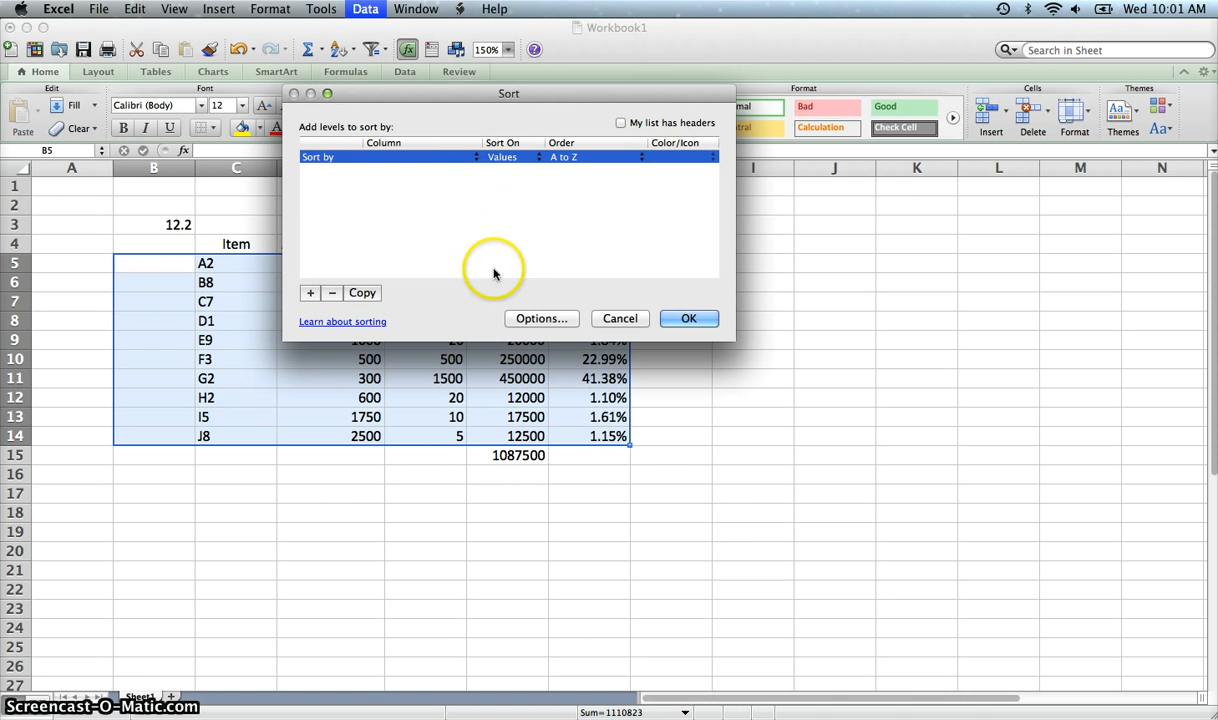 Excel File Edit View Insert Format Tools Data Window Help Wed 10:01 AM
Workbook1
150% Search in Sheet
Home Layout Tables Charts SmartArt Formulas Data Review
Edit Font Format Cells Themes
Paste Fill Clear Calibri (Body) 12 A B I U A Bad Good Calculation Check Cell Insert Delete Format Themes Aa
B5 fx
Sort
Add levels to sort by: My list has headers
Column Sort On Order Color/Icon
Sort by Values A to Z
+ − Copy
Learn about sorting Options... Cancel OK
A B C I J K L M N
1
2
3 12.2
4 Item
5 A2
6 B8
7 C7
8 D1
9 E9
10 F3 500 500 250000 22.99%
11 G2 300 1500 450000 41.38%
12 H2 600 20 12000 1.10%
13 I5 1750 10 17500 1.61%
14 J8 2500 5 12500 1.15%
15 1087500
16
17
18
19
20
21
22
23
24
25
26
27
Sheet1 +
Screencast-O-Matic.com Sum=1110823